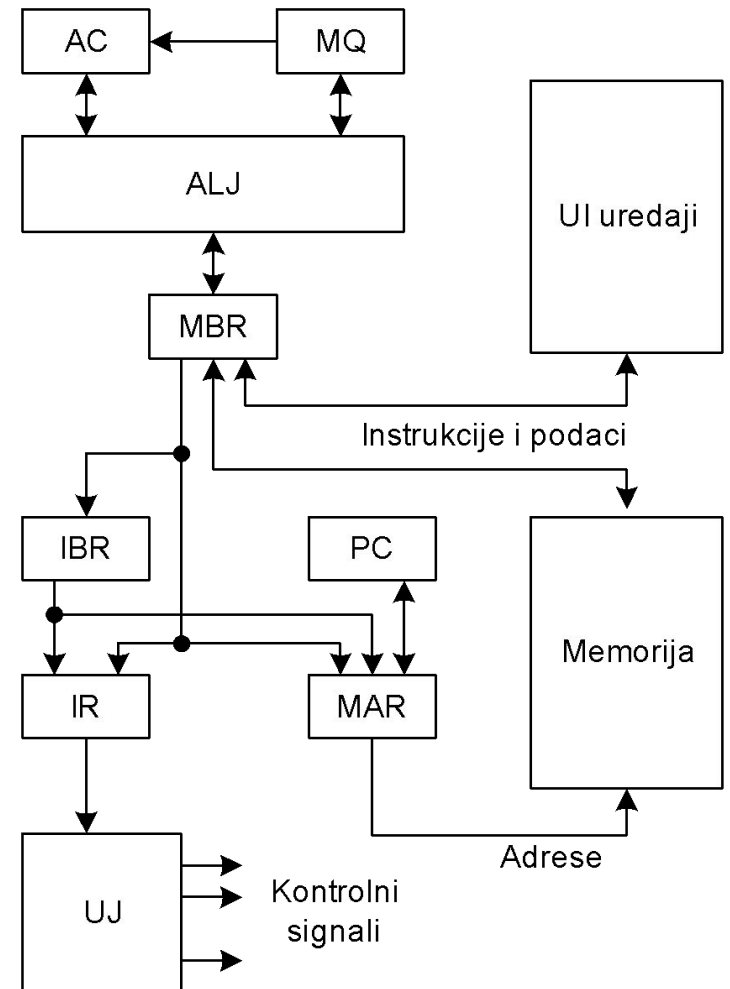 AC
MQ
ALJ
UI uredaji
MBR
Instrukcije i podaci
IBR
PC
Memorija
IR
MAR
Adrese
UJ
Kontrolni
signali